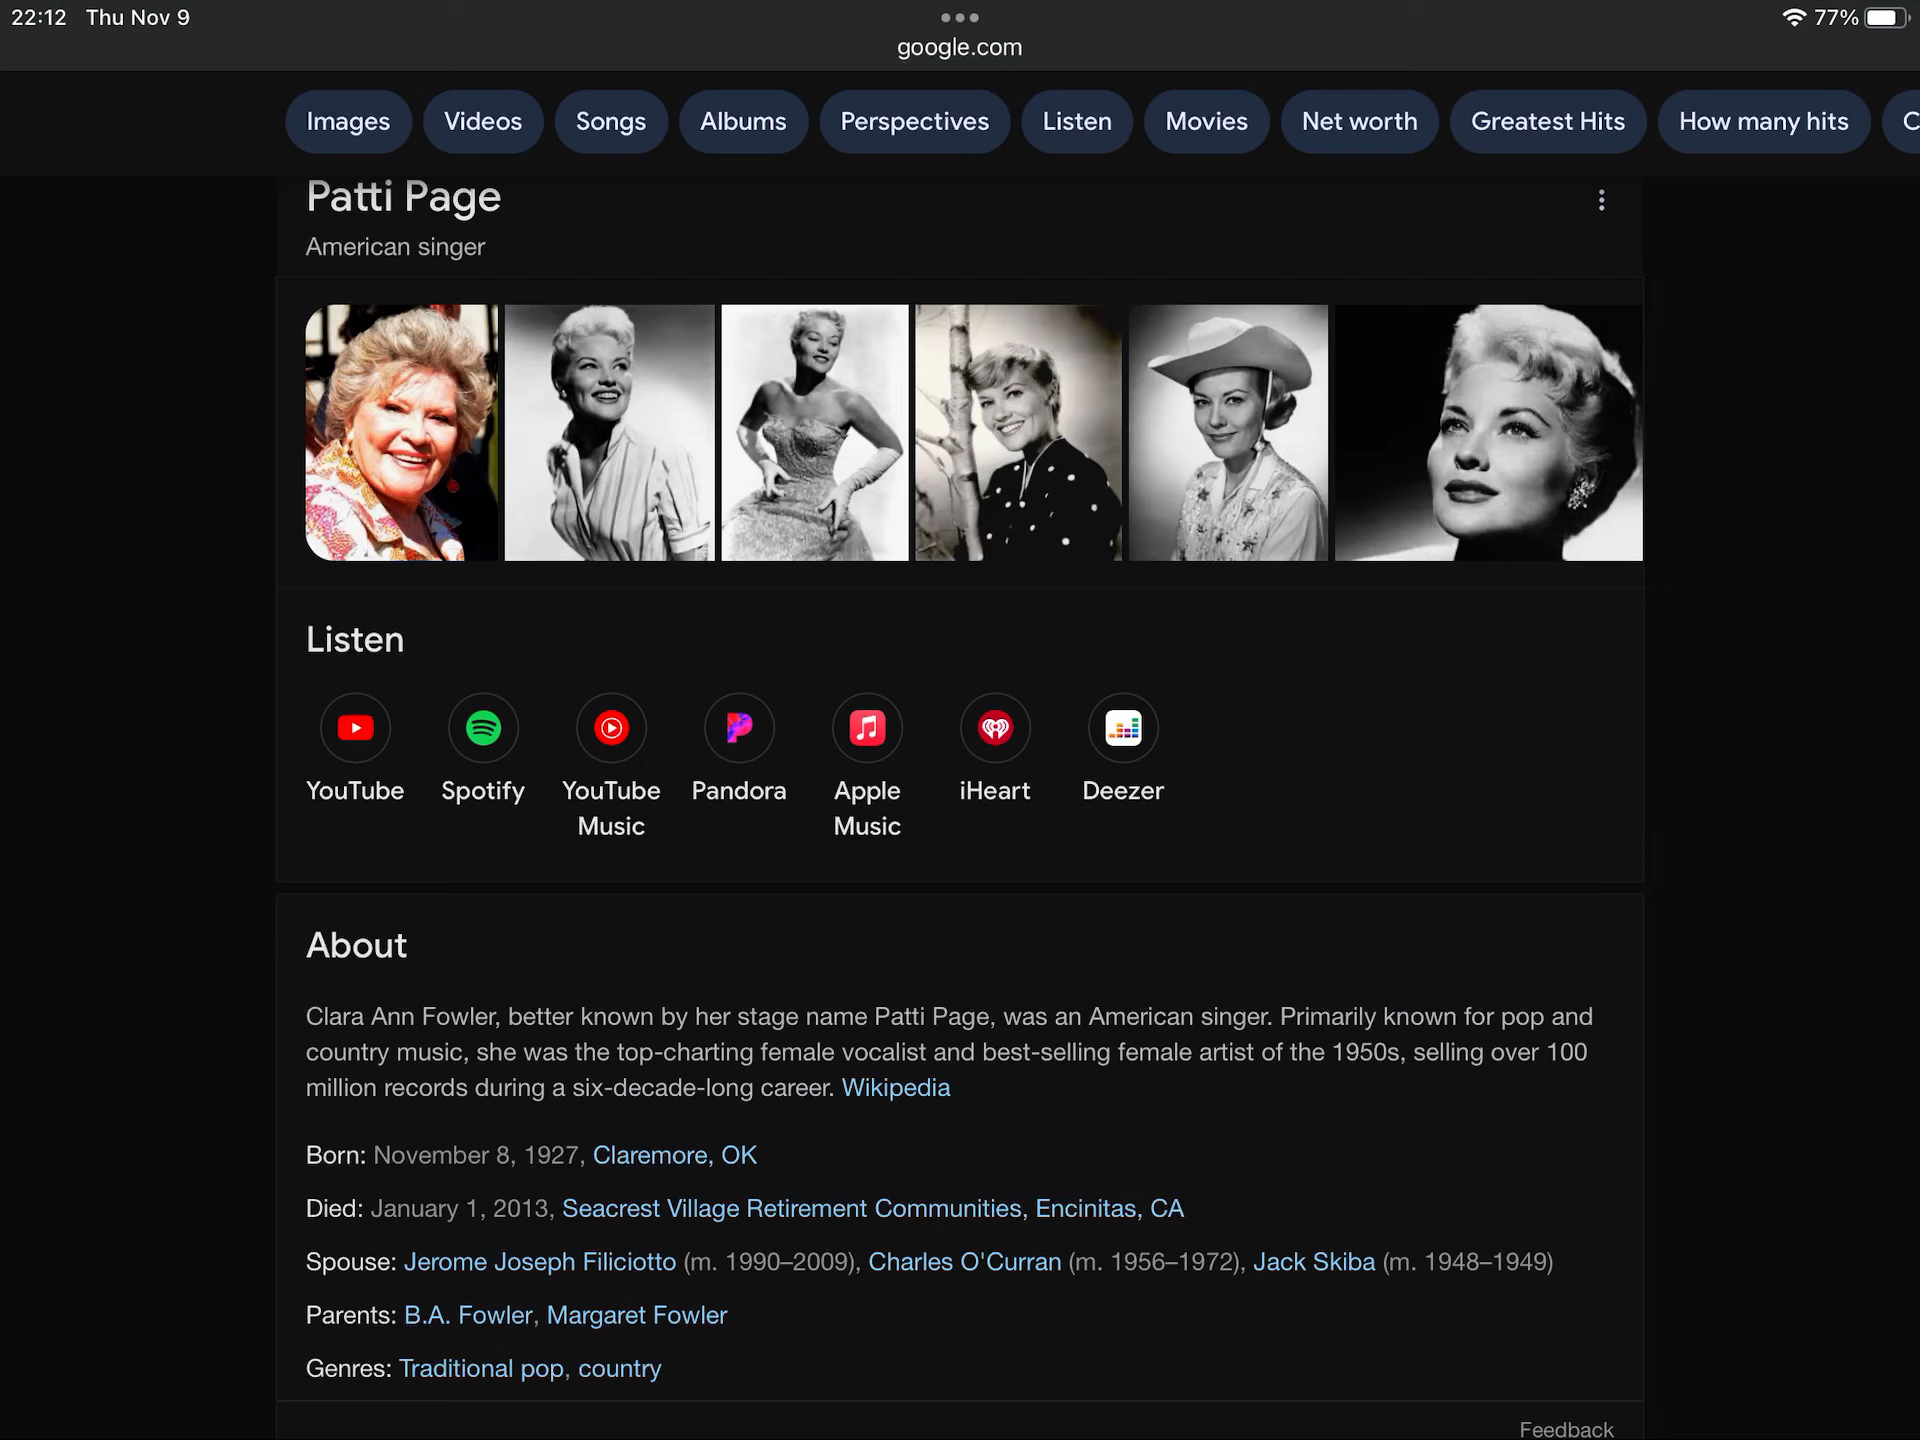 22:12 Thu Nov 9
77%
google.com
Images Videos Songs Albums Perspectives Listen Movies Net worth Greatest Hits How many hits C
Patti Page
American singer
Listen
YouTube Spotify YouTube Music Pandora Apple Music iHeart Deezer
About
Clara Ann Fowler, better known by her stage name Patti Page, was an American singer. Primarily known for pop and
country music, she was the top-charting female vocalist and best-selling female artist of the 1950s, selling over 100
million records during a six-decade-long career. Wikipedia
Born: November 8, 1927, Claremore, OK
Died: January 1, 2013, Seacrest Village Retirement Communities, Encinitas, CA
Spouse: Jerome Joseph Filiciotto (m. 1990–2009), Charles O'Curran (m. 1956–1972), Jack Skiba (m. 1948–1949)
Parents: B.A. Fowler, Margaret Fowler
Genres: Traditional pop, country
Feedback